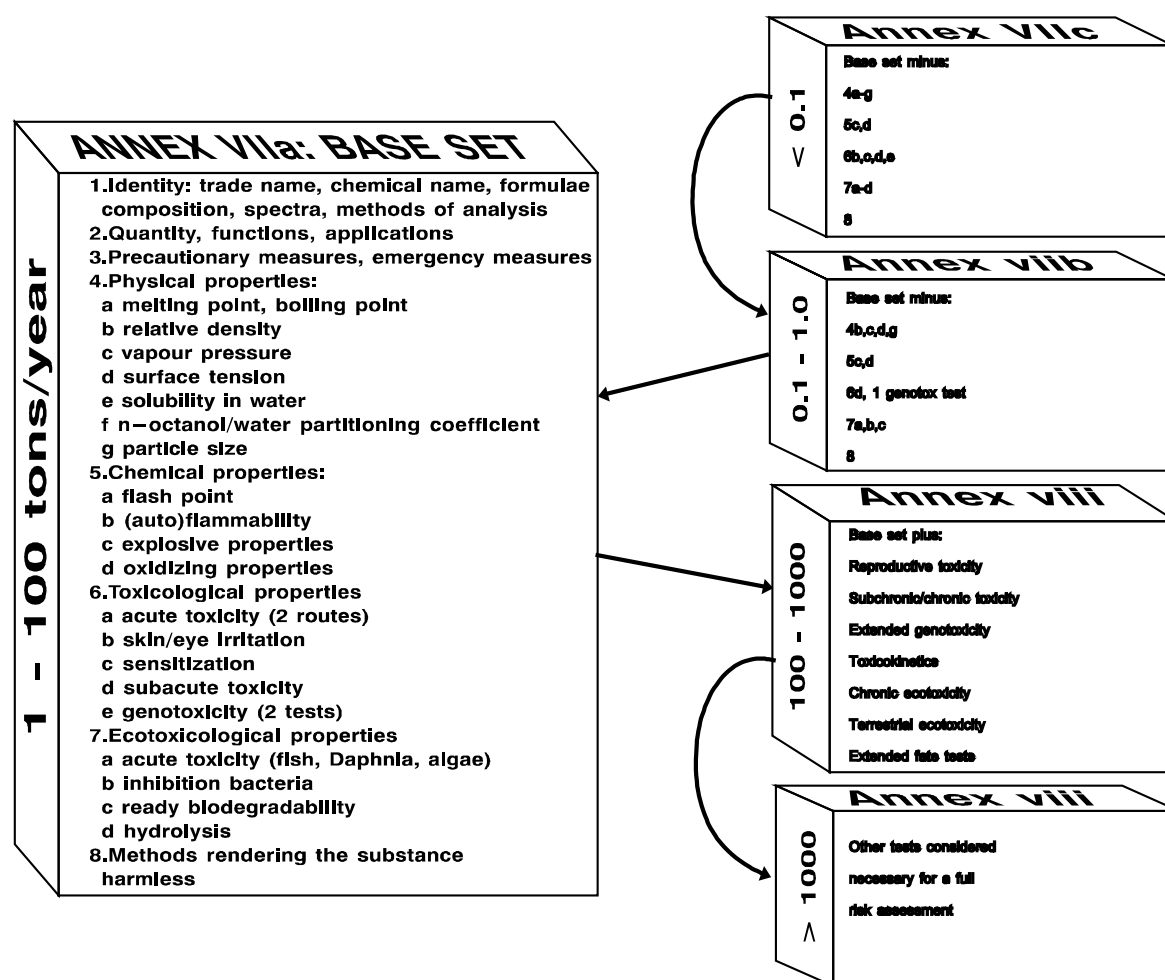 ANNEX VIIa: BASE SET
1 - 100 tons/year
1.Identity: trade name, chemical name, formulae
composition, spectra, methods of analysis
2.Quantity, functions, applications
3.Precautionary measures, emergency measures
4.Physical properties:
a melting point, boiling point
b relative density
c vapour pressure
d surface tension
e solubility in water
f n-octanol/water partitioning coefficient
g particle size
5.Chemical properties:
a flash point
b (auto)flammability
c explosive properties
d oxidizing properties
6.Toxicological properties
a acute toxicity (2 routes)
b skin/eye irritation
c sensitization
d subacute toxicity
e genotoxicity (2 tests)
7.Ecotoxicological properties
a acute toxicity (fish, Daphnia, algae)
b inhibition bacteria
c ready biodegradability
d hydrolysis
8.Methods rendering the substance
harmless
Annex VIIc
< 0.1
Base set minus:
4a-g
5c,d
6b,c,d,e
7a-d
8
Annex viib
0.1 - 1.0
Base set minus:
4b,c,d,g
5c,d
6d, 1 genotox test
7a,b,c
8
Annex viii
100 - 1000
Base set plus:
Reproductive toxicity
Subchronic/chronic toxicity
Extended genotoxicity
Toxicokinetics
Chronic ecotoxicity
Terrestrial ecotoxicity
Extended fate tests
Annex viii
> 1000
Other tests considered
necessary for a full
risk assessment